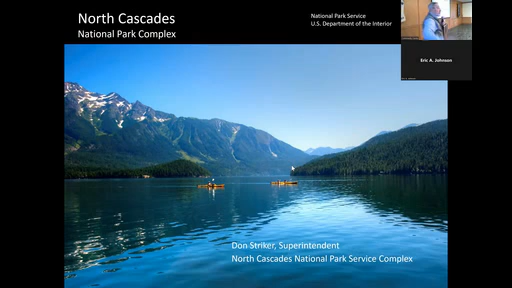 North Cascades
National Park Complex
National Park Service
U.S. Department of the Interior
Eric A. Johnson
Don Striker, Superintendent
North Cascades National Park Service Complex